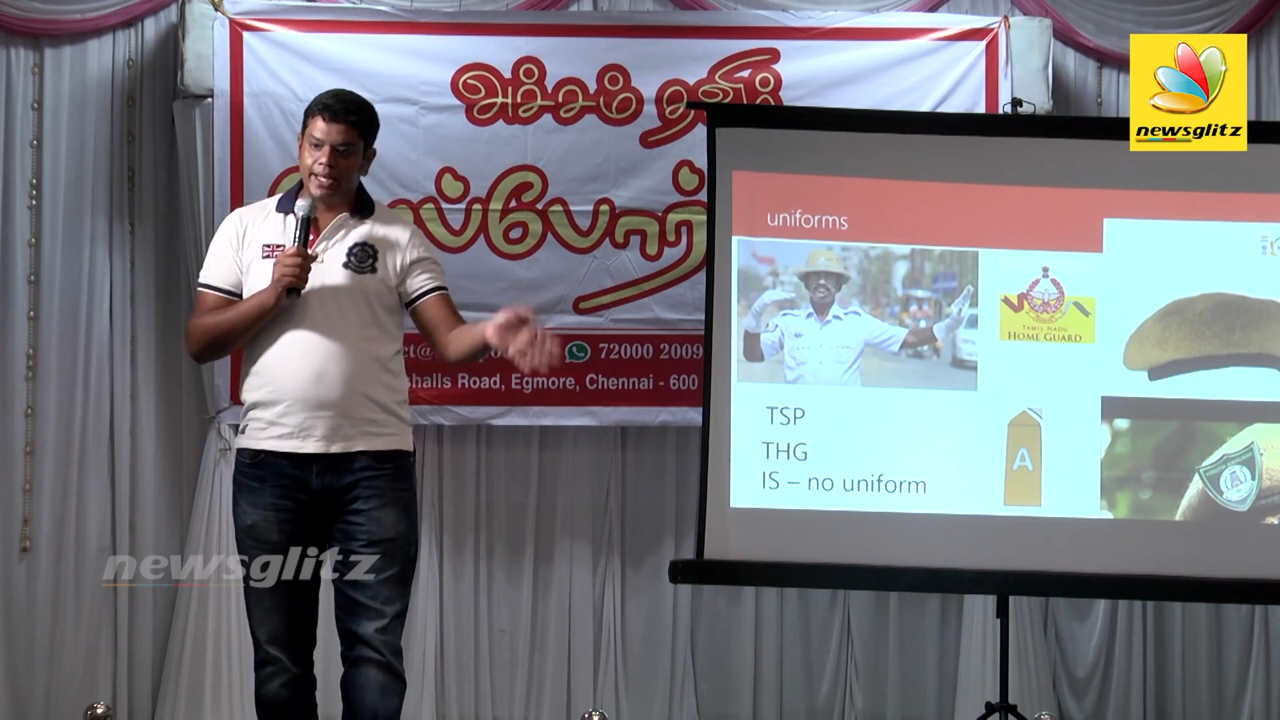 அச்சம் தவிர்
newsglitz
uniforms
TAMIL NADU
HOME GUARD
72000 2009
shalls Road, Egmore, Chennai - 600
TSP
THG
A
IS – no uniform
newsglitz